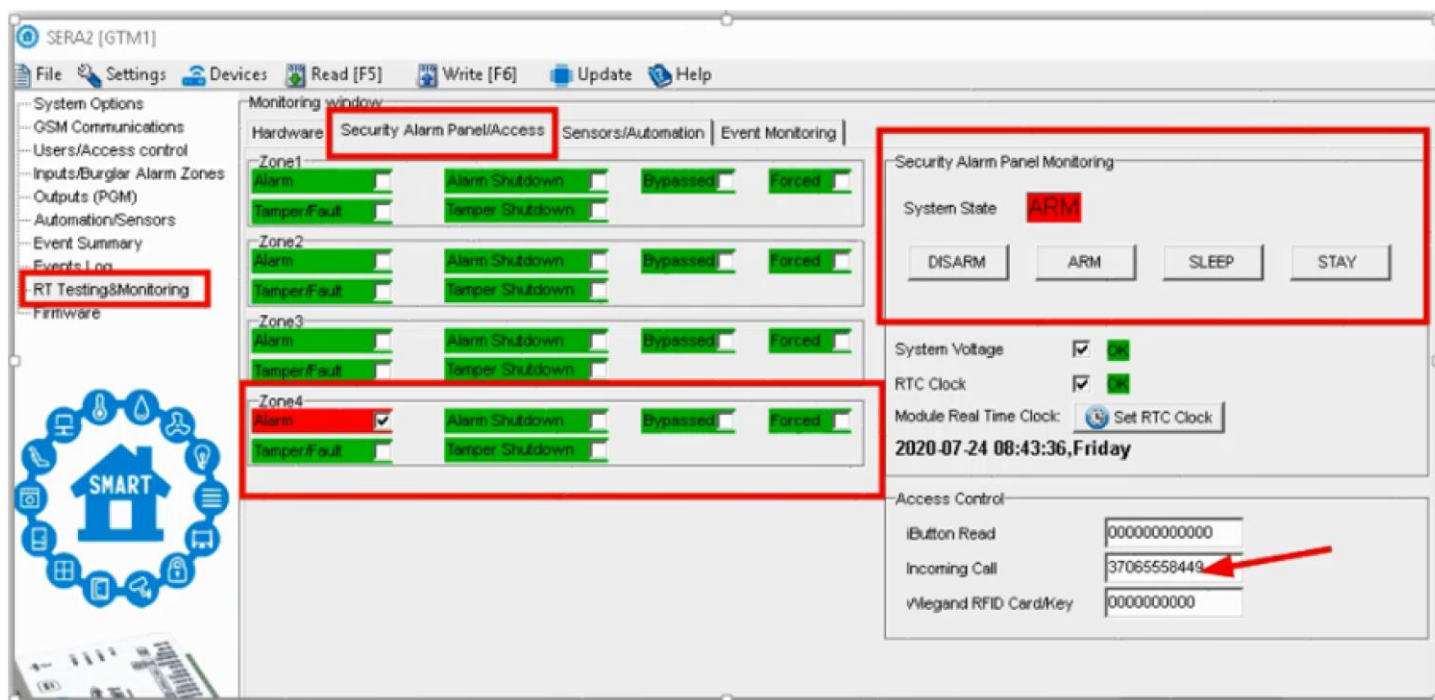 SERA2 [GTM1]
File Settings Devices Read [F5] Write [F6] Update Help
System Options
GSM Communications
Users/Access control
Inputs/Burglar Alarm Zones
Outputs (PGM)
Automation/Sensors
Event Summary
Events Log
RT Testing&Monitoring
Firmware
SMART
Monitoring window
Hardware Security Alarm Panel/Access Sensors/Automation Event Monitoring
Zone1
Alarm Alarm Shutdown Bypassed Forced
Tamper/Fault Tamper Shutdown
Zone2
Alarm Alarm Shutdown Bypassed Forced
Tamper/Fault Tamper Shutdown
Zone3
Alarm Alarm Shutdown Bypassed Forced
Tamper/Fault Tamper Shutdown
Zone4
Alarm Alarm Shutdown Bypassed Forced
Tamper/Fault Tamper Shutdown
Security Alarm Panel Monitoring
System State ARM
DISARM ARM SLEEP STAY
System Voltage OK
RTC Clock OK
Module Real Time Clock: Set RTC Clock
2020-07-24 08:43:36,Friday
Access Control
iButton Read 000000000000
Incoming Call 37065558449
Wiegand RFID Card/Key 0000000000